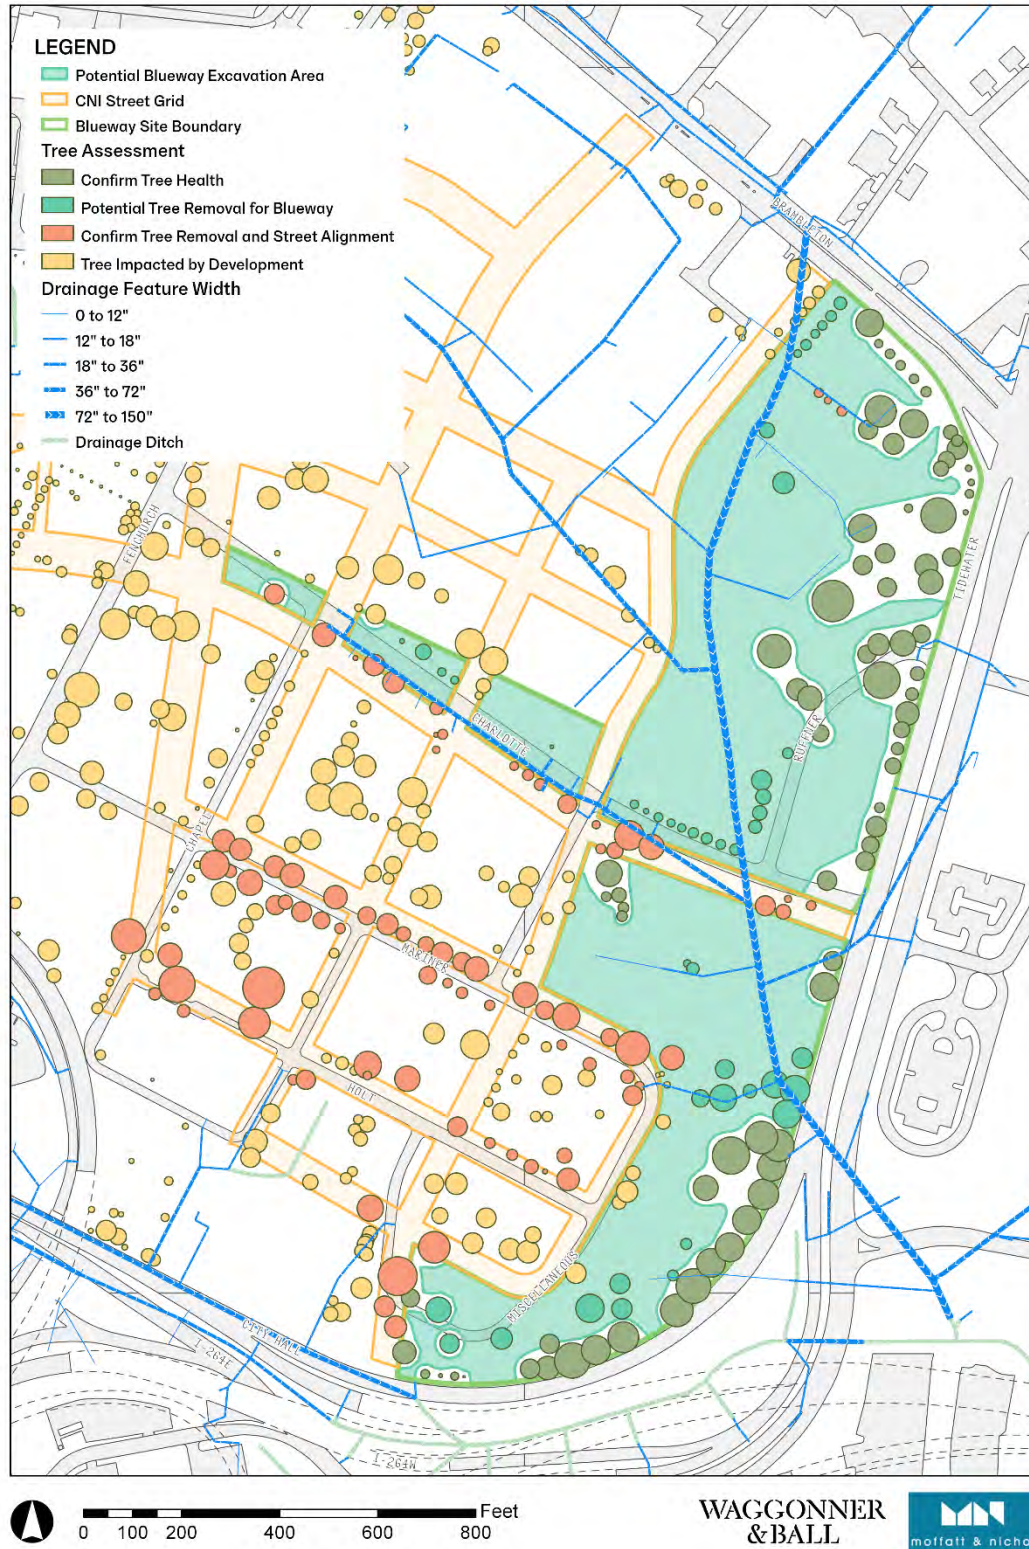 LEGEND
Potential Blueway Excavation Area
CNI Street Grid
Blueway Site Boundary
Tree Assessment
Confirm Tree Health
Potential Tree Removal for Blueway
Confirm Tree Removal and Street Alignment
Tree Impacted by Development
Drainage Feature Width
0 to 12"
12" to 18"
18" to 36"
36" to 72"
72" to 150"
Drainage Ditch
BRAMBLETON
FENCHURCH
TIDEWATER
CHARLOTTE
RUFFNER
CHAPEL
MARINER
HOLT
MISCELLANEOUS
CITY HALL
I-264E
I-264W
Feet
0 100 200 400 600 800
WAGGONNER
&BALL
moffatt & nichol